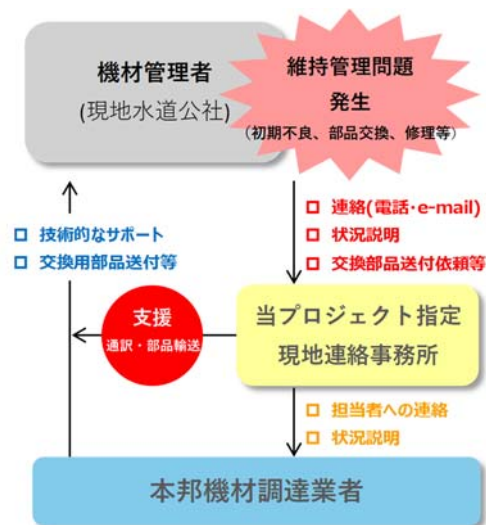 機材管理者
(現地水道公社)
維持管理問題
発生
(初期不良、部品交換、修理等)
連絡(電話・e-mail)
状況説明
交換部品送付依頼等
技術的なサポート
交換用部品送付等
支援
通訳・部品輸送
当プロジェクト指定
現地連絡事務所
担当者への連絡
状況説明
本邦機材調達業者